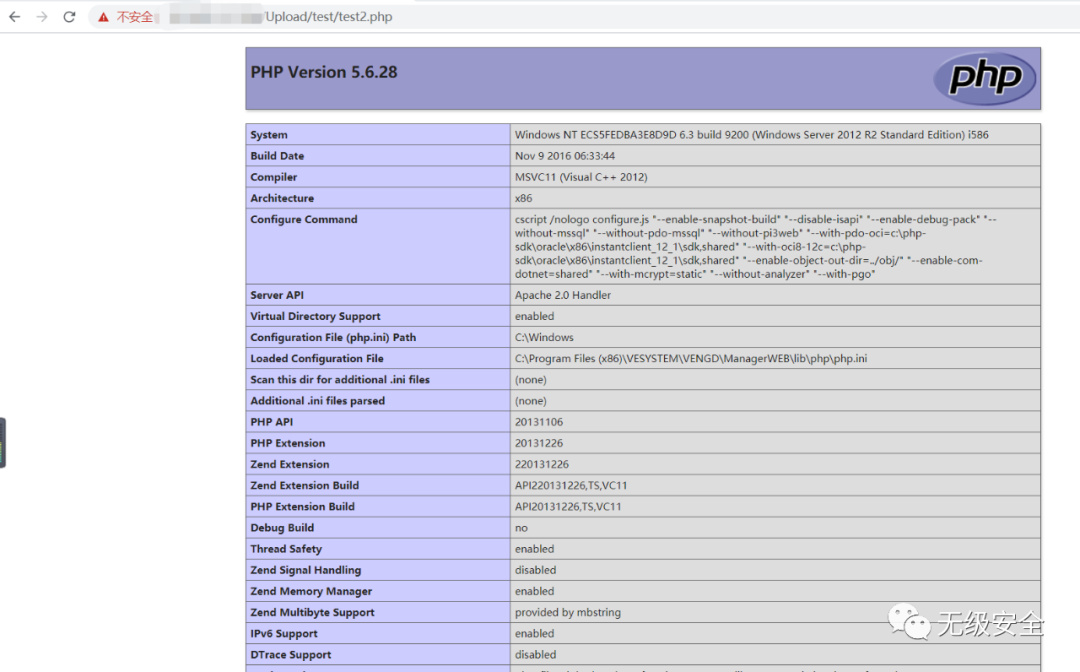 不安全 /Upload/test/test2.php
PHP Version 5.6.28
php
System Windows NT ECS5FEDBA3E8D9D 6.3 build 9200 (Windows Server 2012 R2 Standard Edition) i586
Build Date Nov 9 2016 06:33:44
Compiler MSVC11 (Visual C++ 2012)
Architecture x86
Configure Command cscript /nologo configure.js "--enable-snapshot-build" "--disable-isapi" "--enable-debug-pack" "--
without-mssql" "--without-pdo-mssql" "--without-pi3web" "--with-pdo-oci=c:\php-
sdk\oracle\x86\instantclient_12_1\sdk,shared" "--with-oci8-12c=c:\php-
sdk\oracle\x86\instantclient_12_1\sdk,shared" "--enable-object-out-dir=../obj/" "--enable-com-
dotnet=shared" "--with-mcrypt=static" "--without-analyzer" "--with-pgo"
Server API Apache 2.0 Handler
Virtual Directory Support enabled
Configuration File (php.ini) Path C:\Windows
Loaded Configuration File C:\Program Files (x86)\VESYSTEM\VENGD\ManagerWEB\lib\php\php.ini
Scan this dir for additional .ini files (none)
Additional .ini files parsed (none)
PHP API 20131106
PHP Extension 20131226
Zend Extension 220131226
Zend Extension Build API220131226,TS,VC11
PHP Extension Build API20131226,TS,VC11
Debug Build no
Thread Safety enabled
Zend Signal Handling disabled
Zend Memory Manager enabled
Zend Multibyte Support provided by mbstring
IPv6 Support enabled
DTrace Support disabled
无级安全